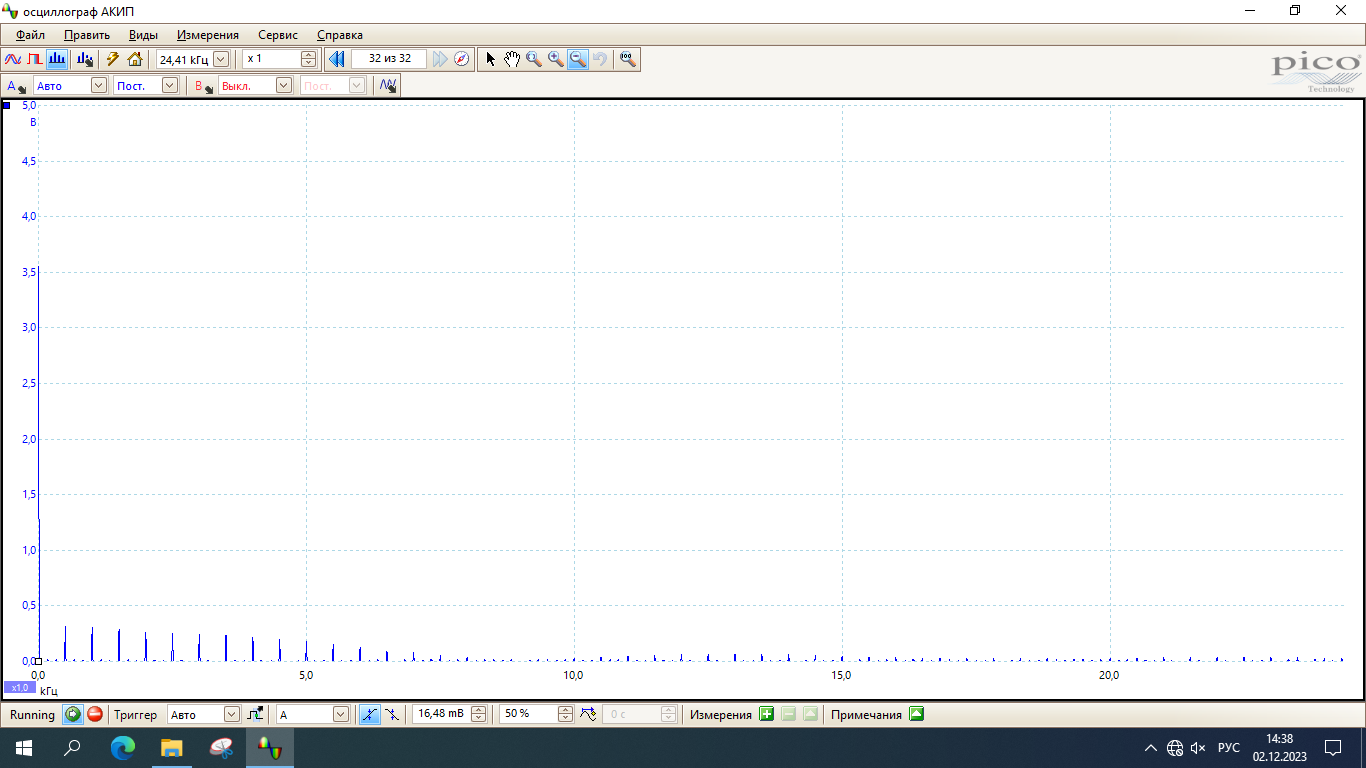 осциллограф АКИП
Файл Править Виды Измерения Сервис Справка
24,41 кГц x 1 32 из 32
A Авто Пост. B Выкл. Пост.
pico
Technology
5,0
В
4,5
4,0
3,5
3,0
2,5
2,0
1,5
1,0
0,5
0,0
0,0 5,0 10,0 15,0 20,0
x1,0
кГц
Running Триггер Авто A 16,48 mВ 50 % 0 с Измерения Примечания
РУС
14:38
02.12.2023